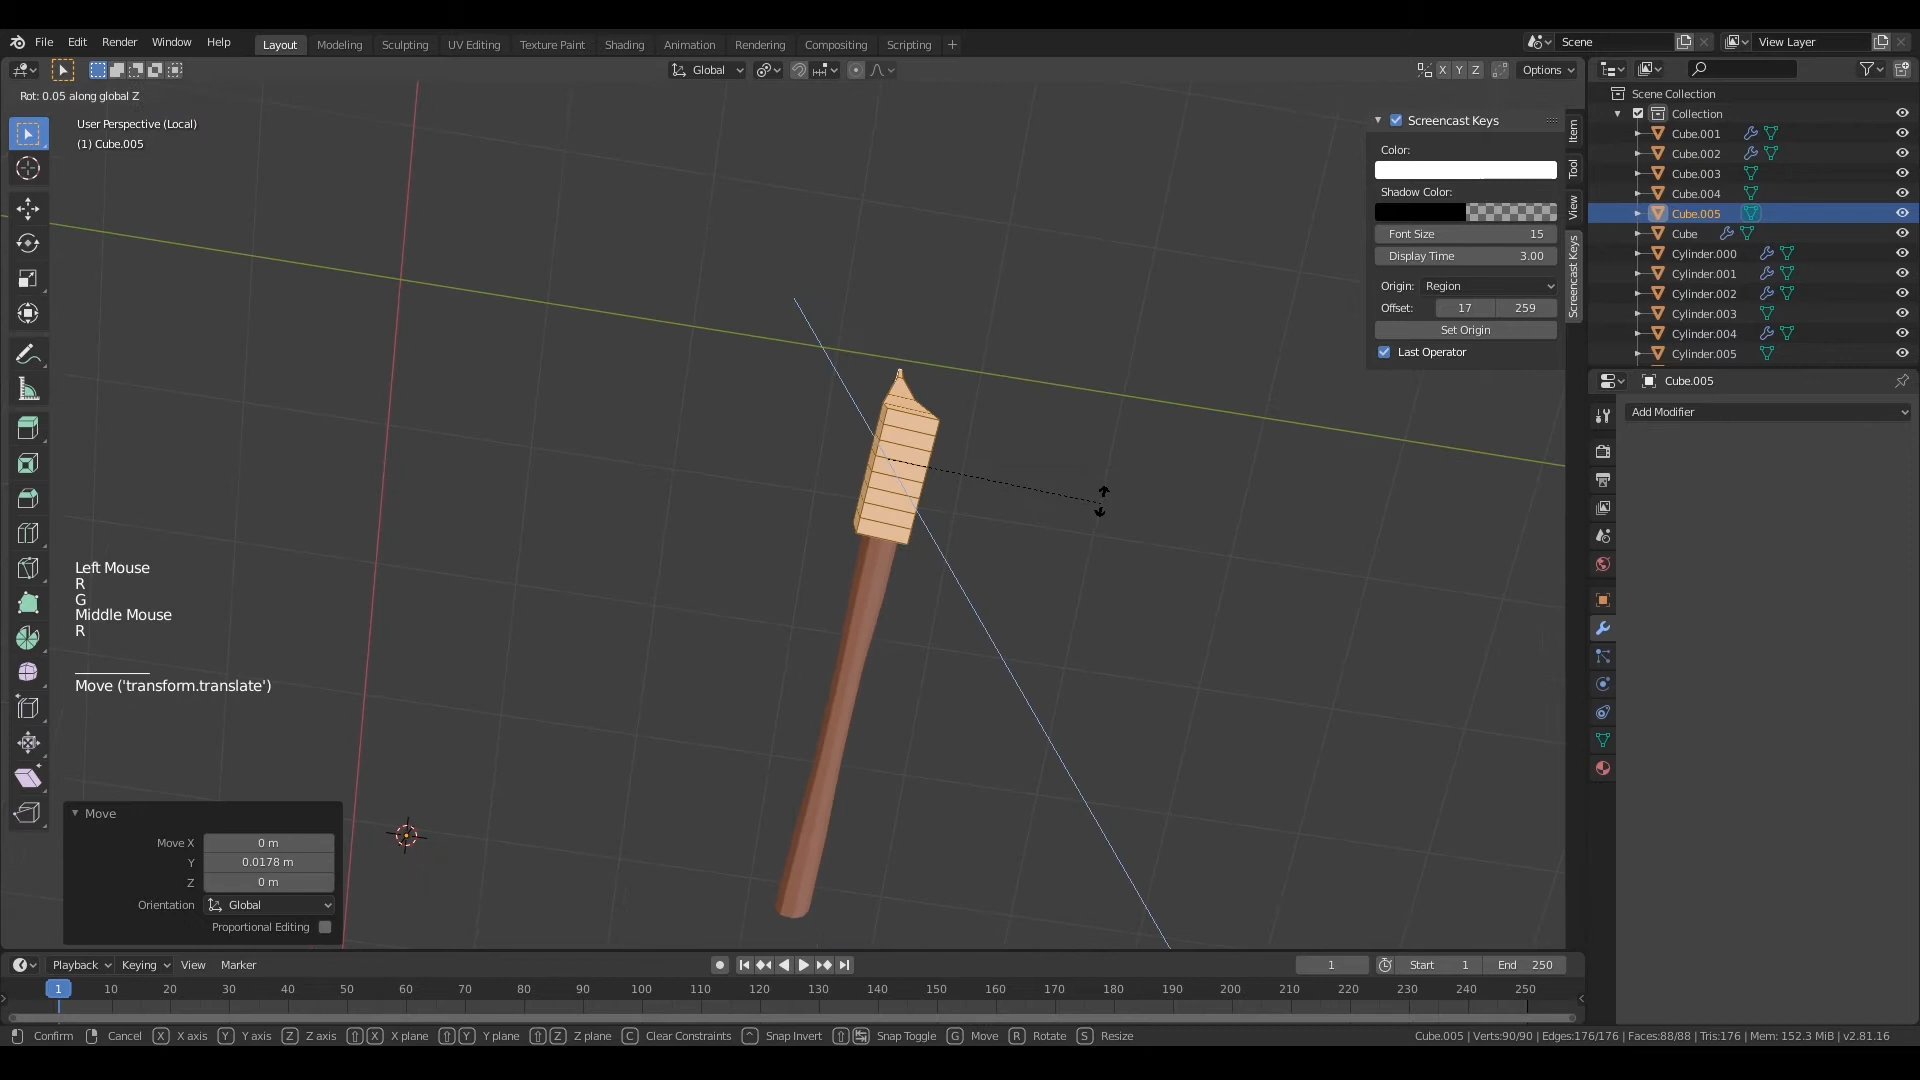 File Edit Render Window Help Layout Modeling Sculpting UV Editing Texture Paint Shading Animation Rendering Compositing Scripting Scene View Layer
Global X Y Z Options
Rot: 0.05 along global Z
User Perspective (Local)
(1) Cube.005
Screencast Keys
Color:
Shadow Color:
Font Size 15
Display Time 3.00
Origin: Region
Offset: 17 259
Set Origin
Last Operator
Item
Tool
View
Screencast Keys
Scene Collection
Collection
Cube.001
Cube.002
Cube.003
Cube.004
Cube.005
Cube
Cylinder.000
Cylinder.001
Cylinder.002
Cylinder.003
Cylinder.004
Cylinder.005
Cube.005
Add Modifier
Left Mouse
R
G
Middle Mouse
R
Move ('transform.translate')
Move
Move X 0 m
Y 0.0178 m
Z 0 m
Orientation Global
Proportional Editing
Playback Keying View Marker 1 Start 1 End 250
1 10 20 30 40 50 60 70 80 90 100 110 120 130 140 150 160 170 180 190 200 210 220 230 240 250
Confirm Cancel X X axis Y Y axis Z Z axis X X plane Y Y plane Z Z plane C Clear Constraints ^ Snap Invert Snap Toggle G Move R Rotate S Resize Cube.005 | Verts:90/90 | Edges:176/176 | Faces:88/88 | Tris:176 | Mem: 152.3 MiB | v2.81.16